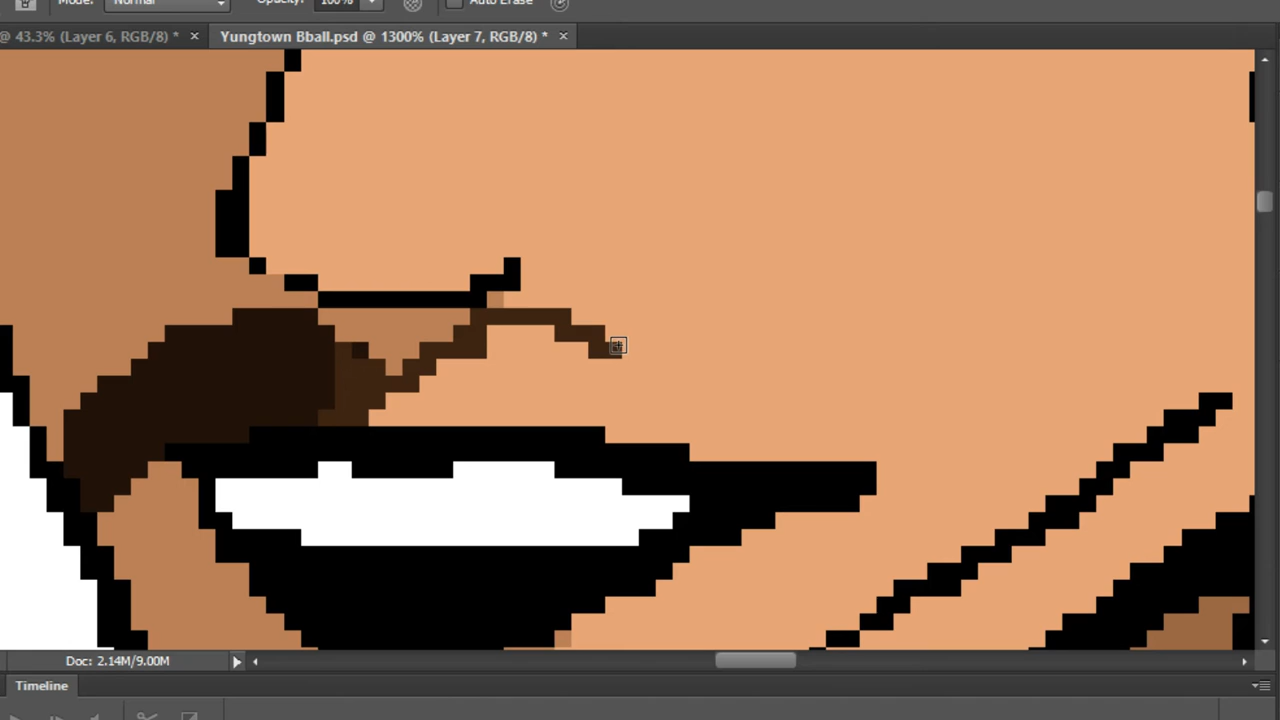 Mode: Normal Opacity: 100% Auto Erase
@ 43.3% (Layer 6, RGB/8) * × Yungtown Bball.psd @ 1300% (Layer 7, RGB/8) * ×
Doc: 2.14M/9.00M
Timeline